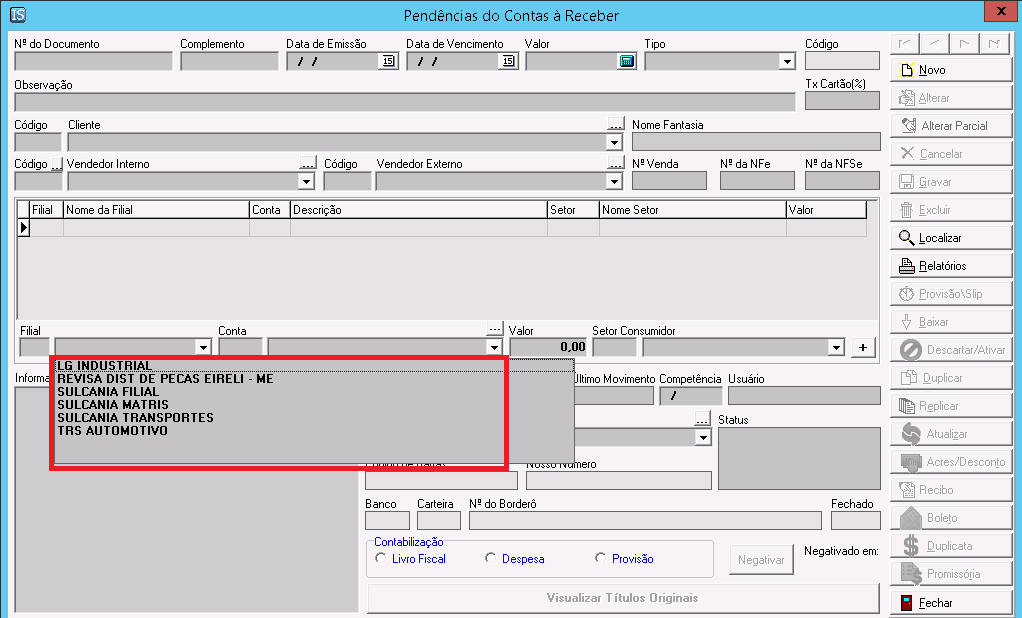 IS Pendências do Contas à Receber x
Nº do Documento Complemento Data de Emissão Data de Vencimento Valor Tipo Código
/ / 15 / / 15
Novo
Observação Tx Cartão(%)
Alterar
Código Cliente ... Nome Fantasia
Alterar Parcial
Cancelar
Código ... Vendedor Interno ... Código Vendedor Externo ... Nº Venda Nº da NFe Nº da NFSe
Gravar
Filial Nome da Filial Conta Descrição Setor Nome Setor Valor
Excluir
Localizar
Relatórios
Provisão\Slip
Baixar
Filial Conta ... Valor Setor Consumidor
0,00 +
Descartar/Ativar
LG INDUSTRIAL
REVISA DIST DE PECAS EIRELI - ME
SULCANIA FILIAL
SULCANIA MATRIS
SULCANIA TRANSPORTES
TRS AUTOMOTIVO
Informa Último Movimento Competência Usuário
/
Duplicar
Replicar
... Status
Atualizar
Nosso Número
Acres/Desconto
Recibo
Banco Carteira Nº do Borderô Fechado
Boleto
Contabilização
Livro Fiscal Despesa Provisão
Negativar Negativado em:
Duplicata
Promissória
Visualizar Títulos Originais
Fechar